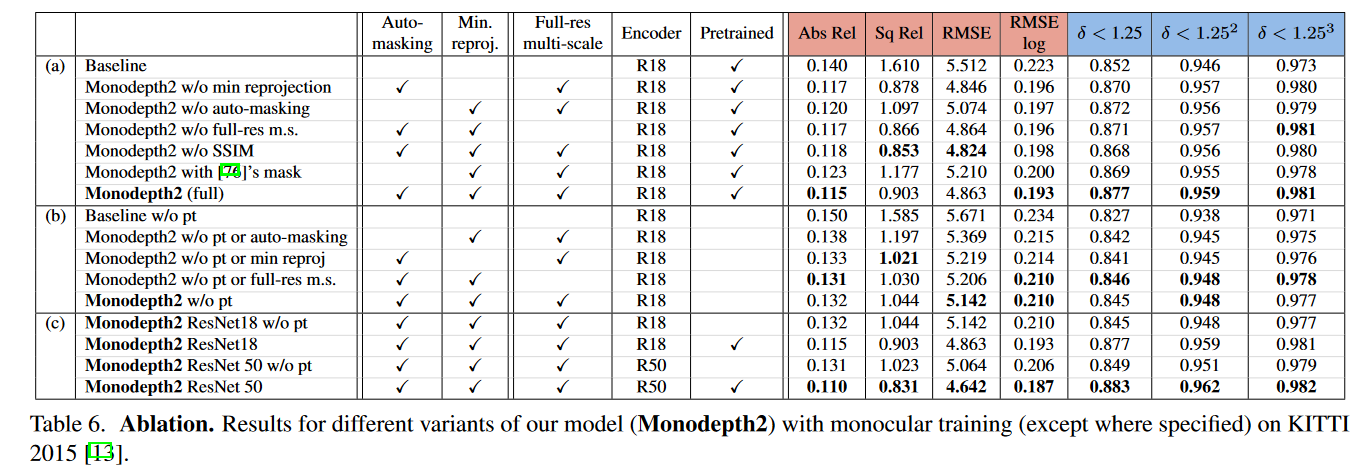 Auto-masking Min. reproj. Full-res multi-scale Encoder Pretrained Abs Rel Sq Rel RMSE RMSE log δ < 1.25 δ < 1.25² δ < 1.25³
(a) Baseline R18 ✓ 0.140 1.610 5.512 0.223 0.852 0.946 0.973
Monodepth2 w/o min reprojection ✓ ✓ R18 ✓ 0.117 0.878 4.846 0.196 0.870 0.957 0.980
Monodepth2 w/o auto-masking ✓ ✓ R18 ✓ 0.120 1.097 5.074 0.197 0.872 0.956 0.979
Monodepth2 w/o full-res m.s. ✓ ✓ R18 ✓ 0.117 0.866 4.864 0.196 0.871 0.957 0.981
Monodepth2 w/o SSIM ✓ ✓ ✓ R18 ✓ 0.118 0.853 4.824 0.198 0.868 0.956 0.980
Monodepth2 with [76]'s mask ✓ ✓ R18 ✓ 0.123 1.177 5.210 0.200 0.869 0.955 0.978
Monodepth2 (full) ✓ ✓ ✓ R18 ✓ 0.115 0.903 4.863 0.193 0.877 0.959 0.981
(b) Baseline w/o pt R18 0.150 1.585 5.671 0.234 0.827 0.938 0.971
Monodepth2 w/o pt or auto-masking ✓ ✓ R18 0.138 1.197 5.369 0.215 0.842 0.945 0.975
Monodepth2 w/o pt or min reproj ✓ ✓ R18 0.133 1.021 5.219 0.214 0.841 0.945 0.976
Monodepth2 w/o pt or full-res m.s. ✓ ✓ R18 0.131 1.030 5.206 0.210 0.846 0.948 0.978
Monodepth2 w/o pt ✓ ✓ ✓ R18 0.132 1.044 5.142 0.210 0.845 0.948 0.977
(c) Monodepth2 ResNet18 w/o pt ✓ ✓ ✓ R18 0.132 1.044 5.142 0.210 0.845 0.948 0.977
Monodepth2 ResNet18 ✓ ✓ ✓ R18 ✓ 0.115 0.903 4.863 0.193 0.877 0.959 0.981
Monodepth2 ResNet 50 w/o pt ✓ ✓ ✓ R50 0.131 1.023 5.064 0.206 0.849 0.951 0.979
Monodepth2 ResNet 50 ✓ ✓ ✓ R50 ✓ 0.110 0.831 4.642 0.187 0.883 0.962 0.982
Table 6. Ablation. Results for different variants of our model (Monodepth2) with monocular training (except where specified) on KITTI
2015 [13].